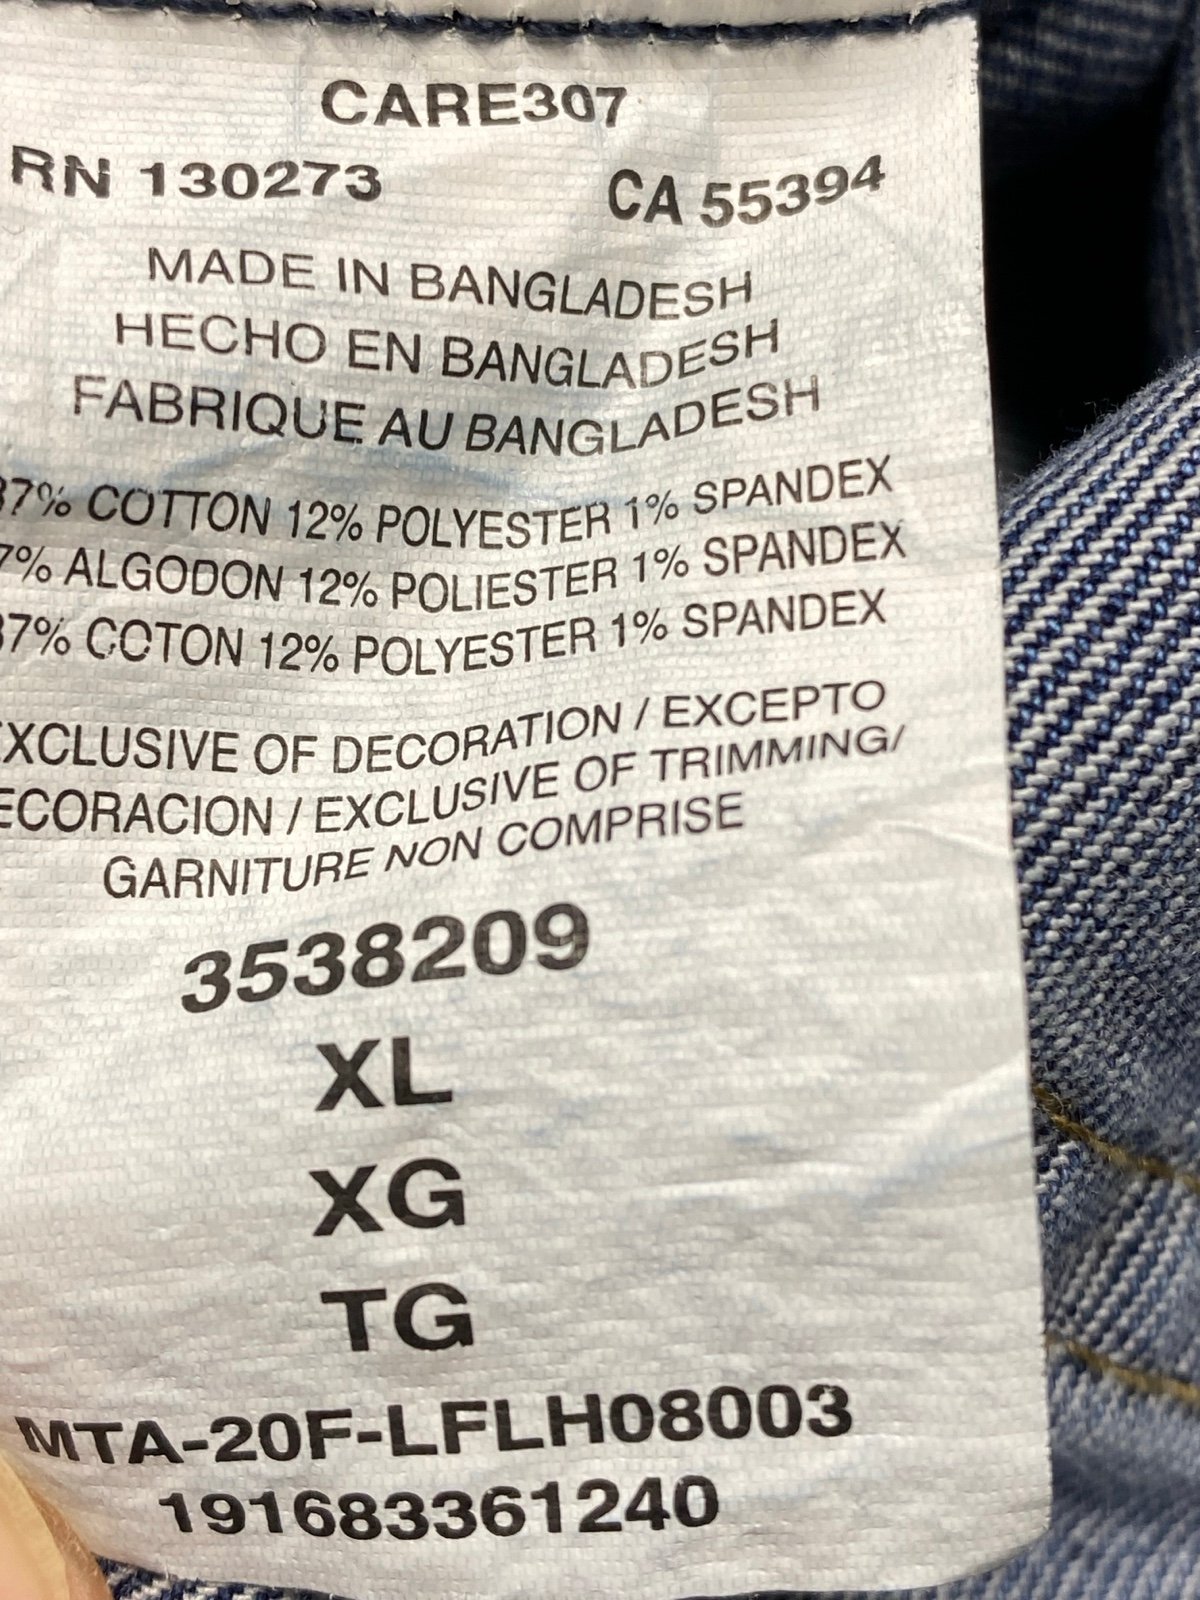 CARE307
RN 130273 CA 55394
MADE IN BANGLADESH
HECHO EN BANGLADESH
FABRIQUE AU BANGLADESH
87% COTTON 12% POLYESTER 1% SPANDEX
7% ALGODON 12% POLIESTER 1% SPANDEX
87% COTON 12% POLYESTER 1% SPANDEX
EXCLUSIVE OF DECORATION / EXCEPTO
ECORACION / EXCLUSIVE OF TRIMMING/
GARNITURE NON COMPRISE
3538209
XL
XG
TG
MTA-20F-LFLH08003
191683361240